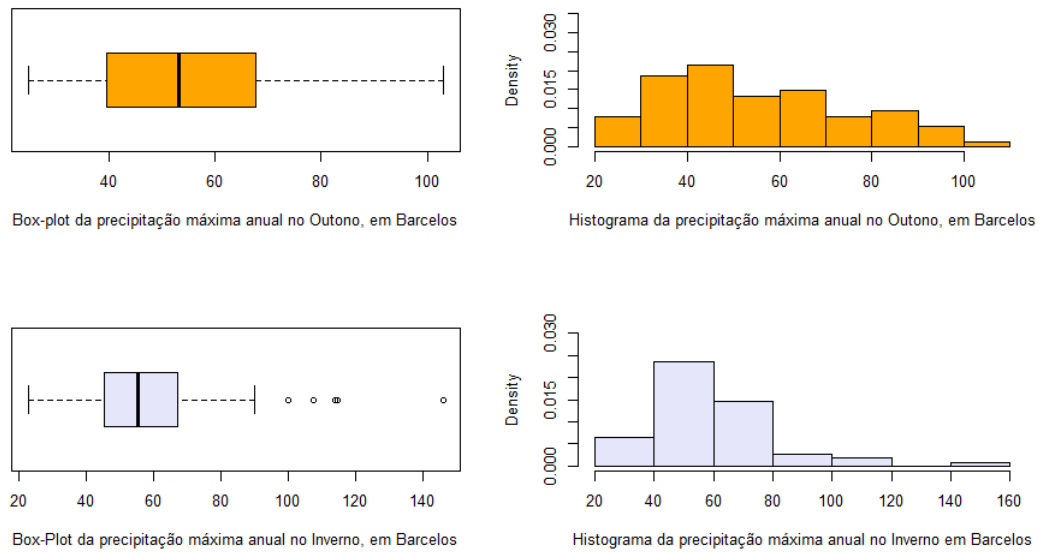 40 60 80 100
Box-plot da precipitação máxima anual no Outono, em Barcelos
Density
0.000 0.015 0.030
20 40 60 80 100
Histograma da precipitação máxima anual no Outono, em Barcelos
20 40 60 80 100 120 140
Box-Plot da precipitação máxima anual no Inverno, em Barcelos
Density
0.000 0.015 0.030
20 40 60 80 100 120 140 160
Histograma da precipitação máxima anual no Inverno em Barcelos